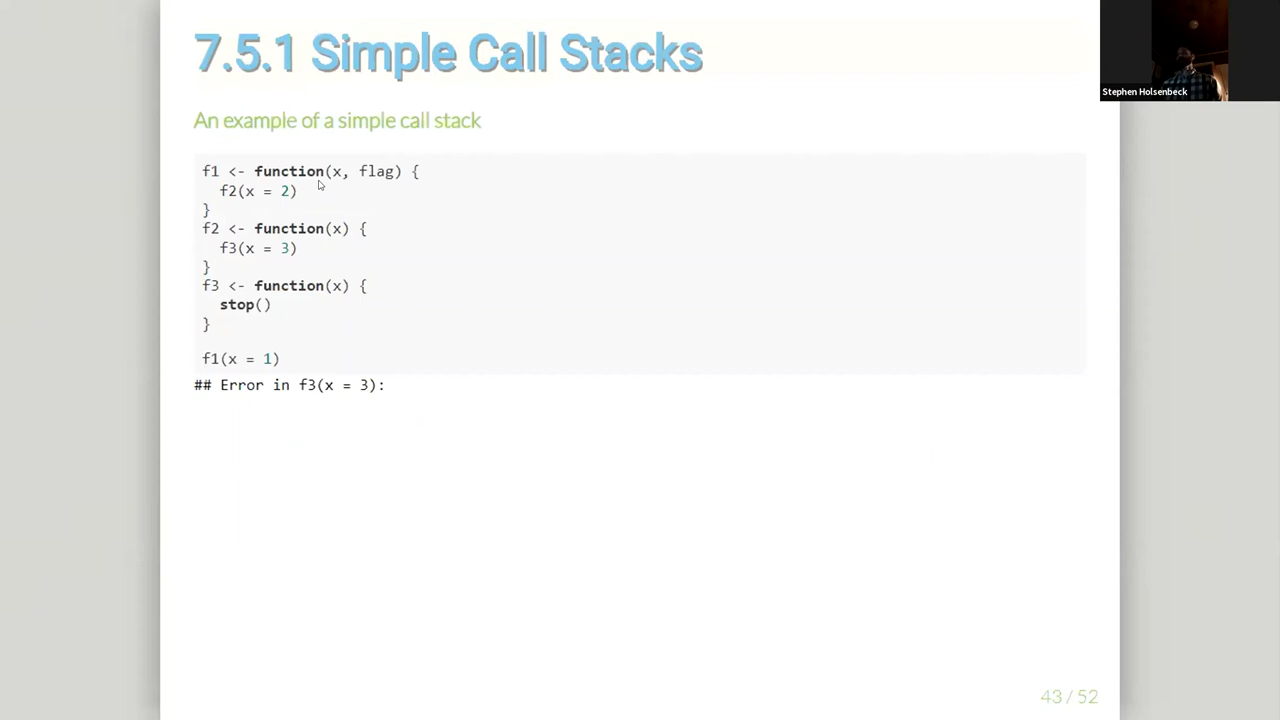 7.5.1 Simple Call Stacks
Stephen Holsenbeck
An example of a simple call stack
f1 <- function(x, flag) {
  f2(x = 2)
}
f2 <- function(x) {
  f3(x = 3)
}
f3 <- function(x) {
  stop()
}
f1(x = 1)
## Error in f3(x = 3):
43 / 52